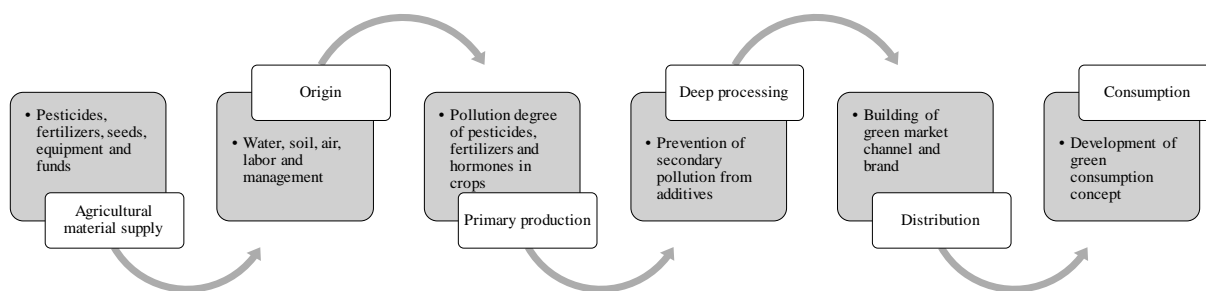 • Pesticides,
fertilizers, seeds,
equipment and
funds
Agricultural
material supply
Origin
• Water, soil, air,
labor and
management
• Pollution degree
of pesticides,
fertilizers and
hormones in
crops
Primary production
Deep processing
• Prevention of
secondary
pollution from
additives
• Building of
green market
channel and
brand
Distribution
Consumption
• Development of
green
consumption
concept